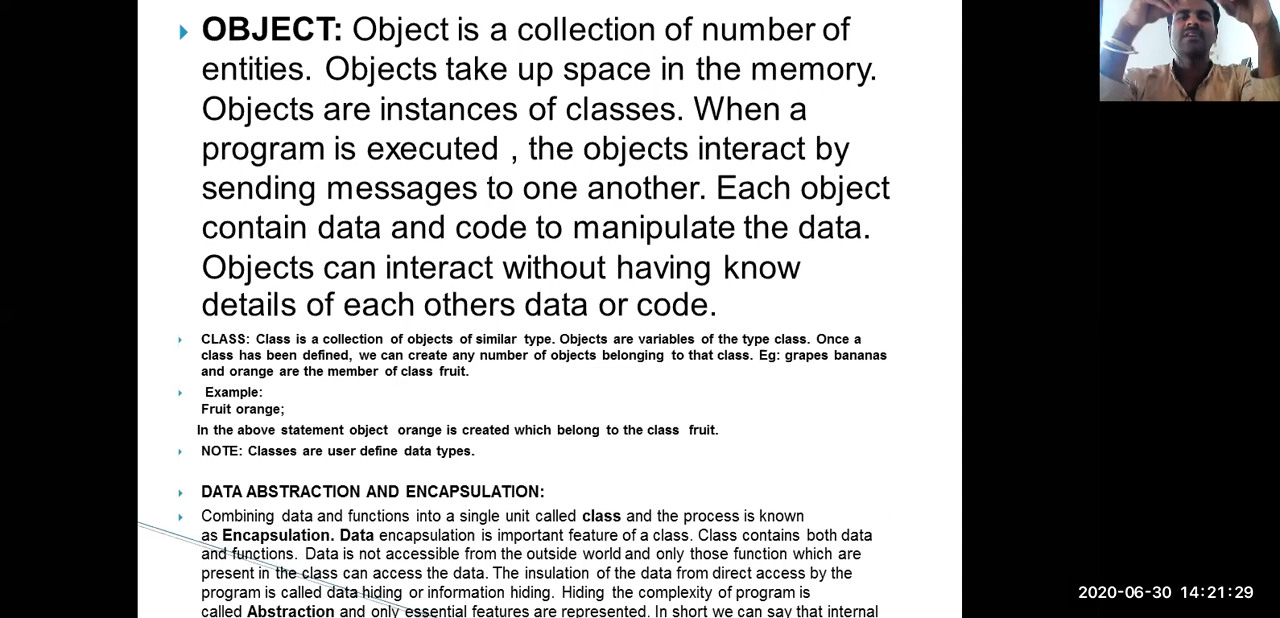 OBJECT: Object is a collection of number of
entities. Objects take up space in the memory.
Objects are instances of classes. When a
program is executed , the objects interact by
sending messages to one another. Each object
contain data and code to manipulate the data.
Objects can interact without having know
details of each others data or code.
CLASS: Class is a collection of objects of similar type. Objects are variables of the type class. Once a
class has been defined, we can create any number of objects belonging to that class. Eg: grapes bananas
and orange are the member of class fruit.
Example:
Fruit orange;
In the above statement object orange is created which belong to the class fruit.
NOTE: Classes are user define data types.
DATA ABSTRACTION AND ENCAPSULATION:
Combining data and functions into a single unit called class and the process is known
as Encapsulation. Data encapsulation is important feature of a class. Class contains both data
and functions. Data is not accessible from the outside world and only those function which are
present in the class can access the data. The insulation of the data from direct access by the
program is called data hiding or information hiding. Hiding the complexity of program is
called Abstraction and only essential features are represented. In short we can say that internal
2020-06-30 14:21:29